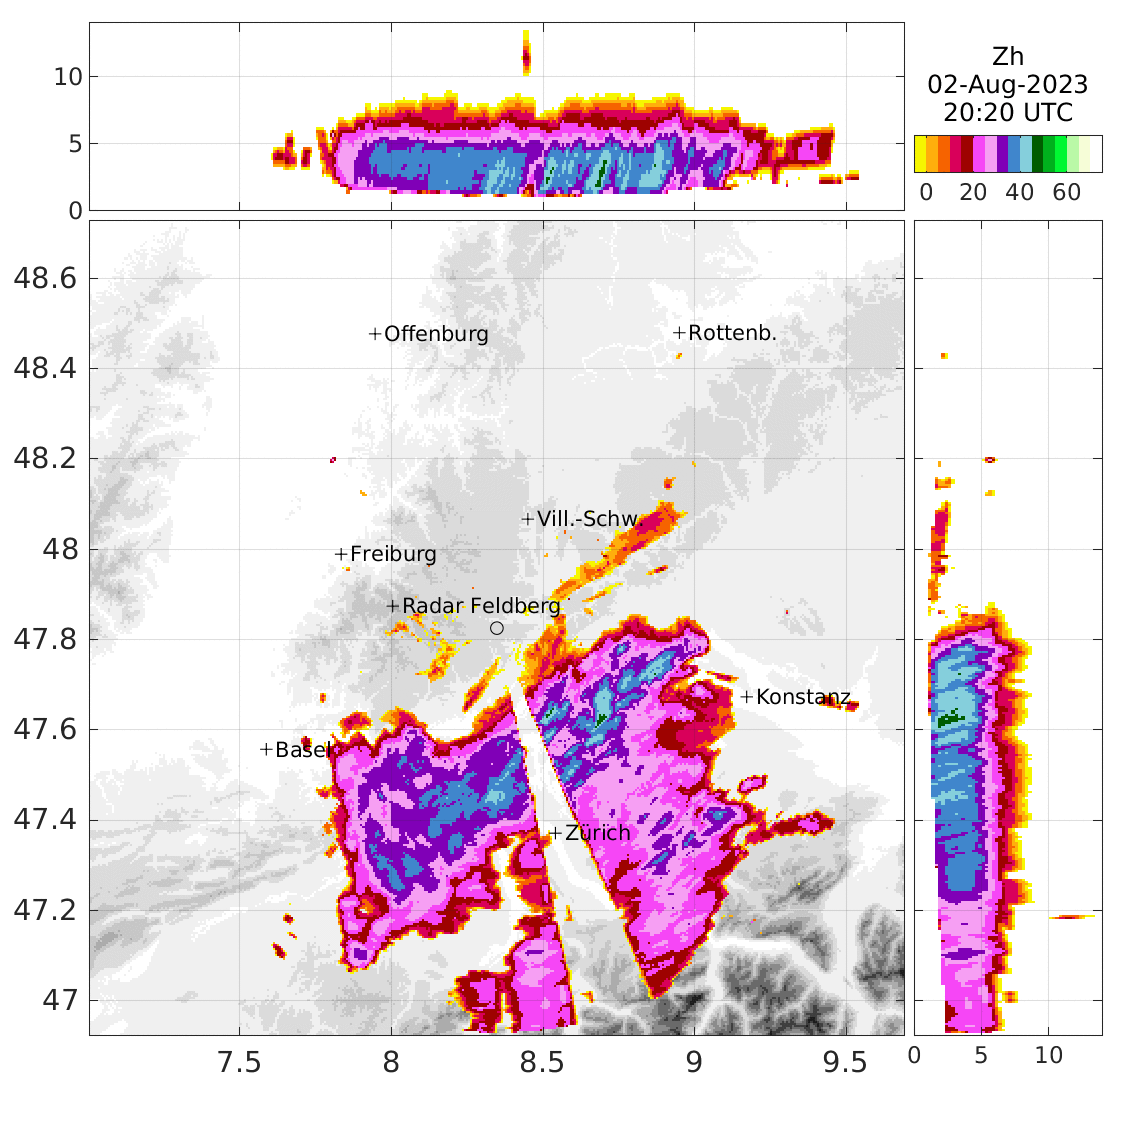 10
5
0
Zh
02-Aug-2023
20:20 UTC
0 20 40 60
48.6
48.4
48.2
48
47.8
47.6
47.4
47.2
47
+Offenburg
+Rottenb.
+Vill.-Schw.
+Freiburg
+Radar Feldberg
+Konstanz
+Basel
+Zürich
7.5 8 8.5 9 9.5
0 5 10